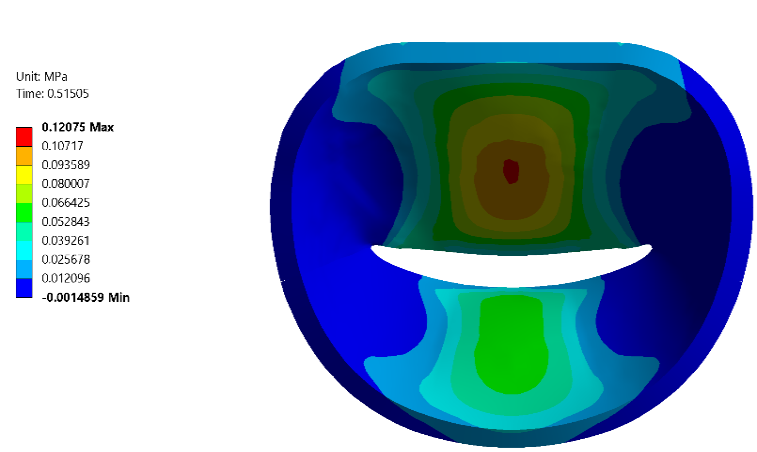 Unit: MPa
Time: 0.51505
0.12075 Max
0.10717
0.093589
0.080007
0.066425
0.052843
0.039261
0.025678
0.012096
-0.0014859 Min